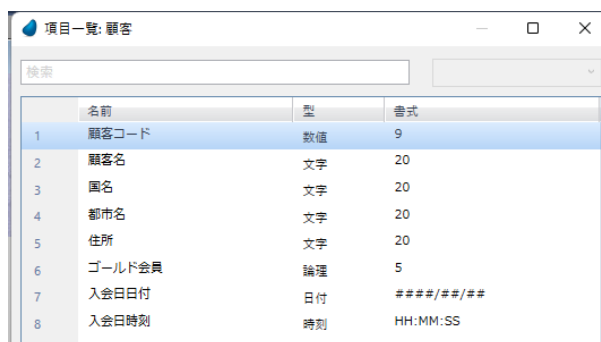 項目一覧: 顧客
検索
名前 型 書式
1 顧客コード 数値 9
2 顧客名 文字 20
3 国名 文字 20
4 都市名 文字 20
5 住所 文字 20
6 ゴールド会員 論理 5
7 入会日日付 日付 ####/##/##
8 入会日時刻 時刻 HH:MM:SS